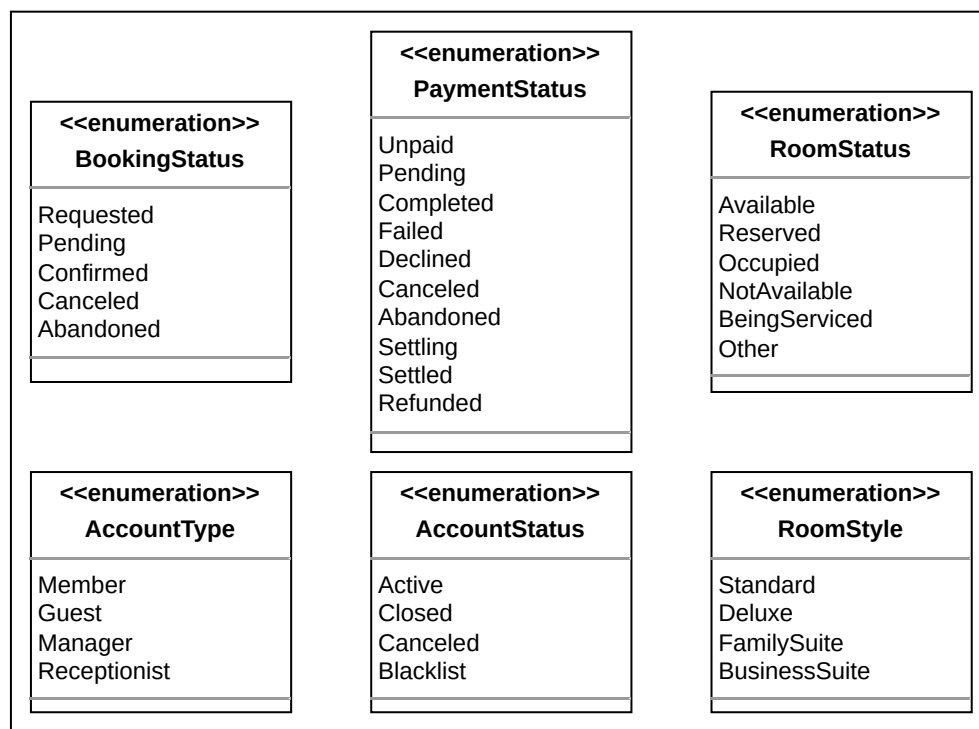 <<enumeration>>
BookingStatus
Requested
Pending
Confirmed
Canceled
Abandoned
<<enumeration>>
PaymentStatus
Unpaid
Pending
Completed
Failed
Declined
Canceled
Abandoned
Settling
Settled
Refunded
<<enumeration>>
RoomStatus
Available
Reserved
Occupied
NotAvailable
BeingServiced
Other
<<enumeration>>
AccountType
Member
Guest
Manager
Receptionist
<<enumeration>>
AccountStatus
Active
Closed
Canceled
Blacklist
<<enumeration>>
RoomStyle
Standard
Deluxe
FamilySuite
BusinessSuite